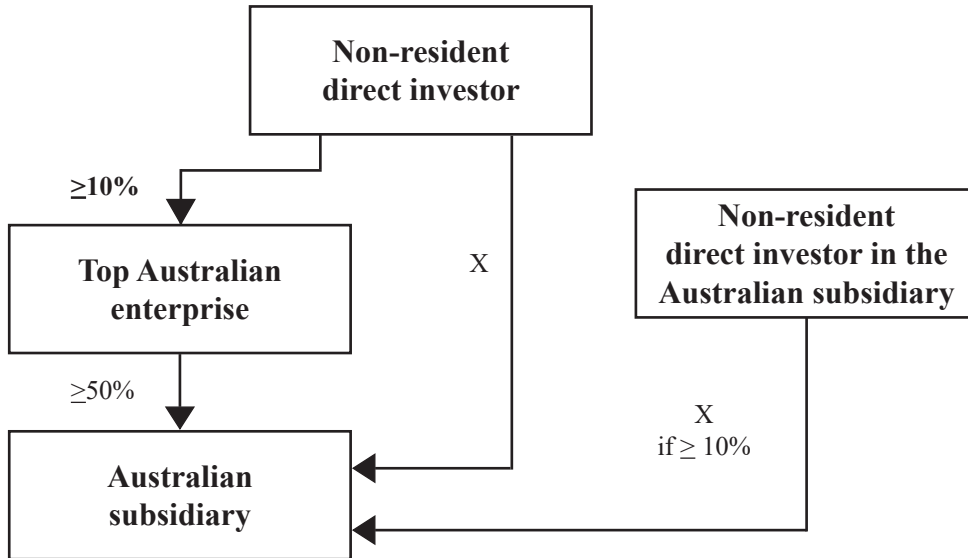 Non-resident
direct investor
≥10%
Non-resident
direct investor in the
Australian subsidiary
Top Australian
enterprise
X
≥50%
X
if ≥ 10%
Australian
subsidiary